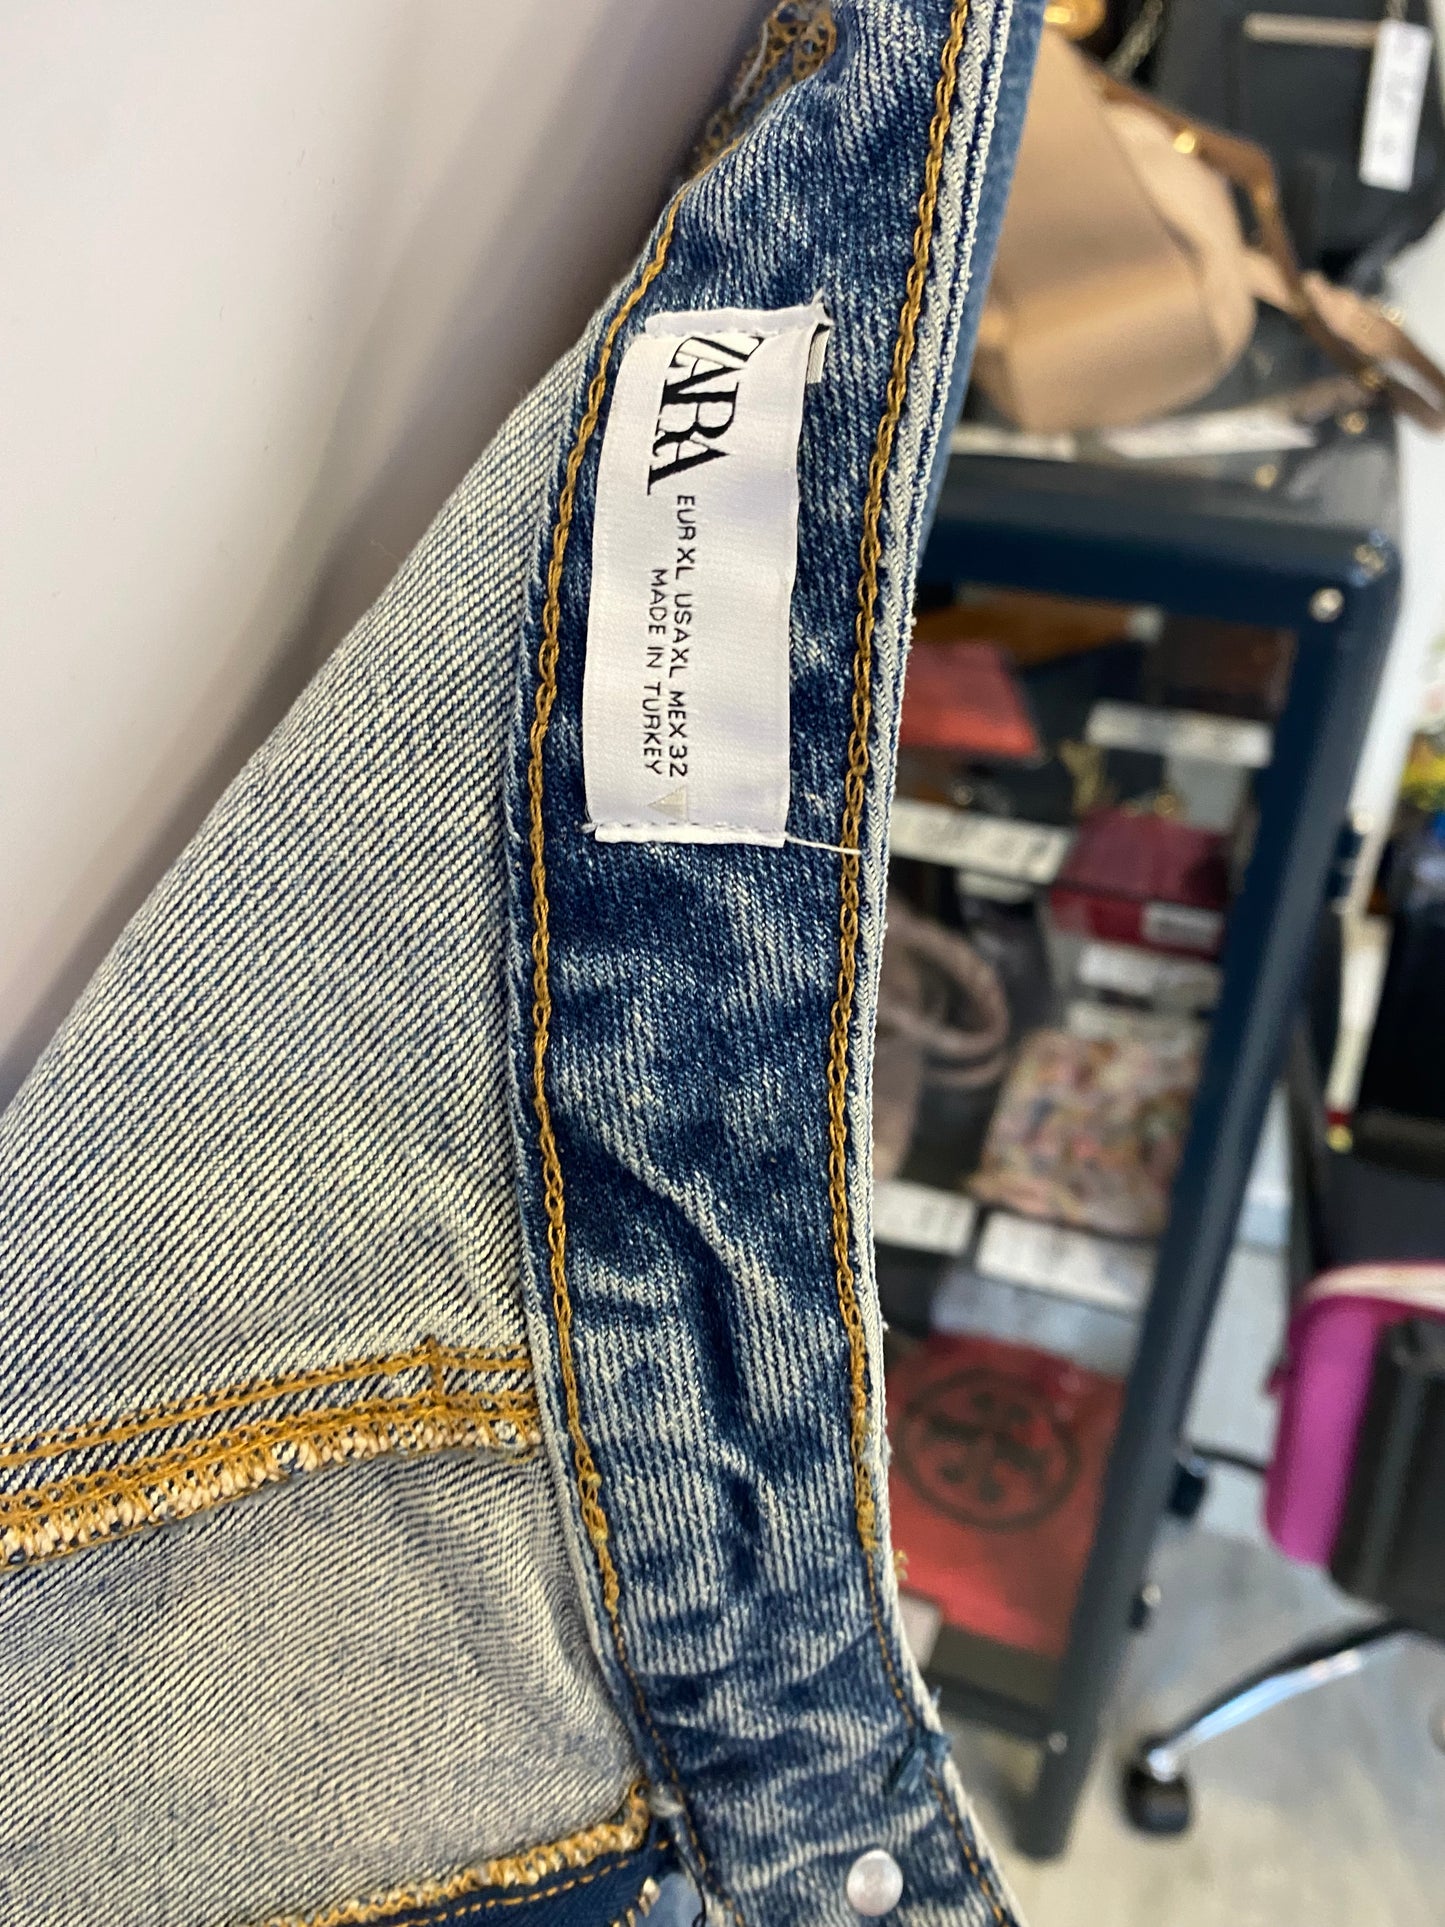 ZARA
EUR XL USA XL MEX 32
MADE IN TURKEY